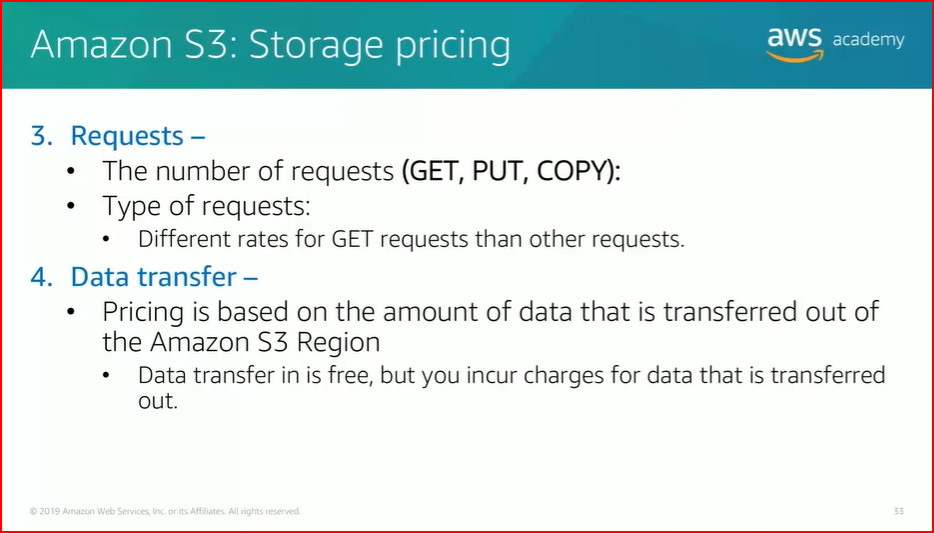 Amazon S3: Storage pricing
aws academy
3. Requests –
• The number of requests (GET, PUT, COPY):
• Type of requests:
• Different rates for GET requests than other requests.
4. Data transfer –
• Pricing is based on the amount of data that is transferred out of
the Amazon S3 Region
• Data transfer in is free, but you incur charges for data that is transferred
out.
© 2019 Amazon Web Services, Inc. or its Affiliates. All rights reserved.
33